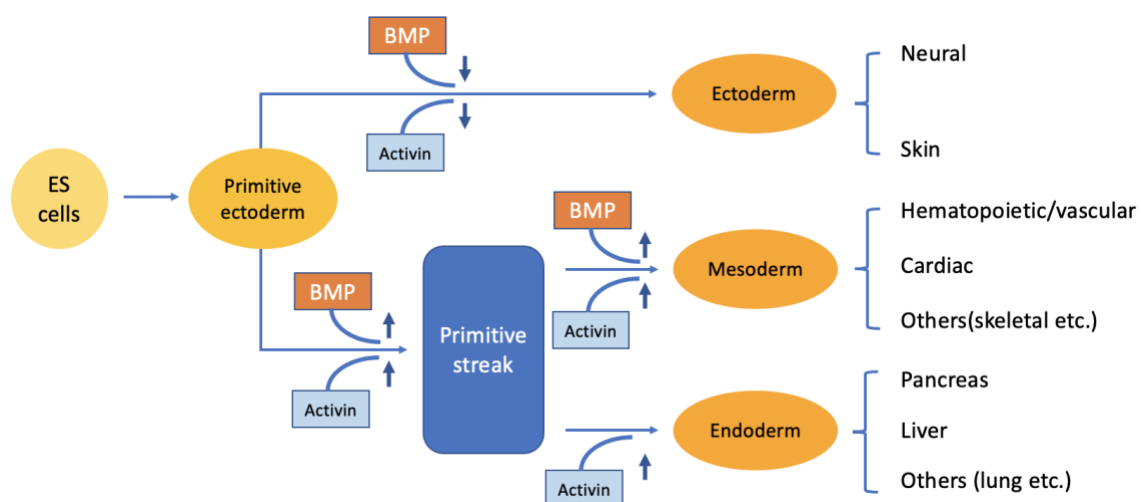 BMP
Activin
Ectoderm
Neural
Skin
ES
cells
Primitive
ectoderm
BMP
Activin
Primitive
streak
BMP
Activin
Mesoderm
Hematopoietic/vascular
Cardiac
Others(skeletal etc.)
Activin
Endoderm
Pancreas
Liver
Others (lung etc.)